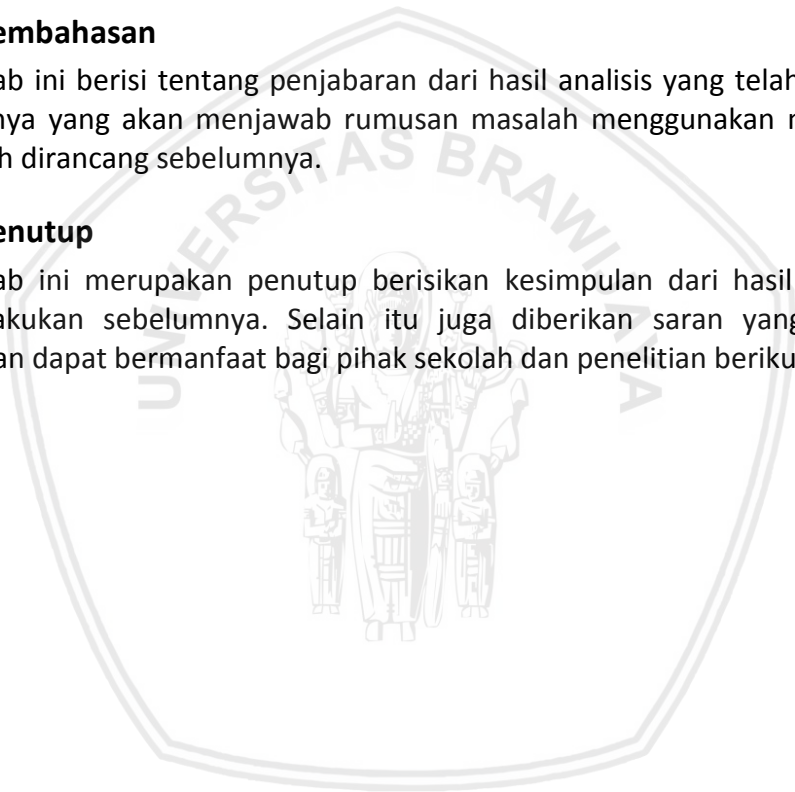 embahasan
ab ini berisi tentang penjabaran dari hasil analisis yang telah
nya yang akan menjawab rumusan masalah menggunakan
h dirancang sebelumnya.
enutup
ab ini merupakan penutup berisikan kesimpulan dari hasil
akukan sebelumnya. Selain itu juga diberikan saran yang
an dapat bermanfaat bagi pihak sekolah dan penelitian beriku
UNIVERSITAS BRAWIJAYA